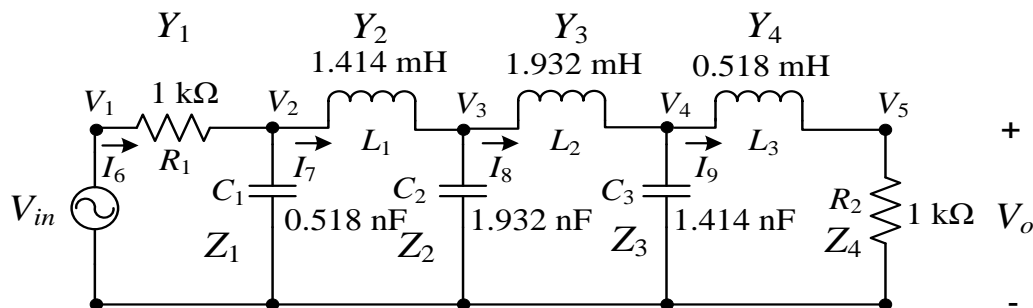 Y1 Y2 Y3 Y4
1.414 mH 1.932 mH 0.518 mH
V1 1 kΩ V2 V3 V4 V5
+
I6 R1 I7 L1 I8 L2 I9 L3
Vin C1 C2 C3 R2 1 kΩ Vo
0.518 nF 1.932 nF 1.414 nF
Z1 Z2 Z3 Z4
-